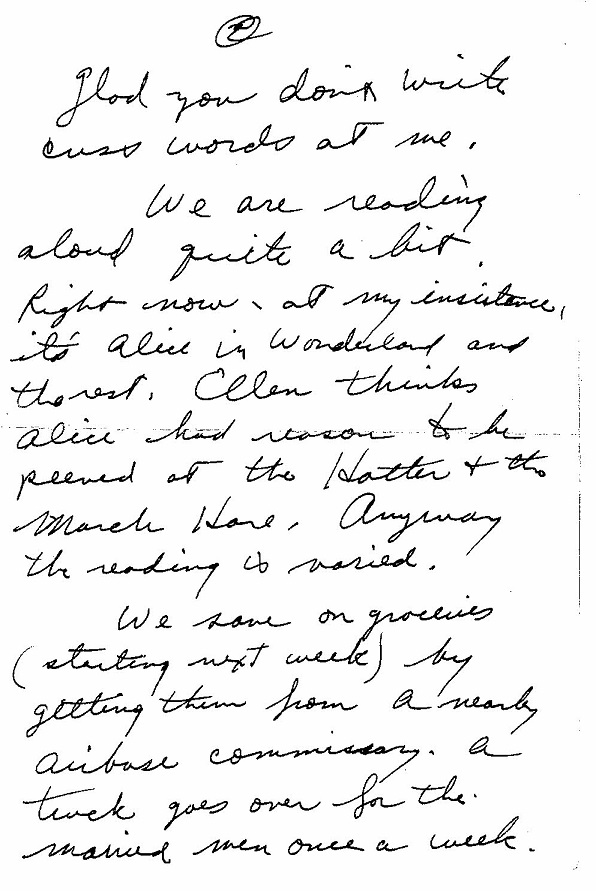 2
Glad you don't write
cuss words at me.
We are reading
aloud quite a bit.
Right now, at my insistence,
it's Alice in Wonderland and
the rest. Ellen thinks
Alice had reason to be
peeved at the Hatter + the
March Hare. Anyway
the reading is varied.
We save on groceries
(starting next week) by
getting them from a nearby
airbase commissary. A
truck goes over for the
married men once a week.